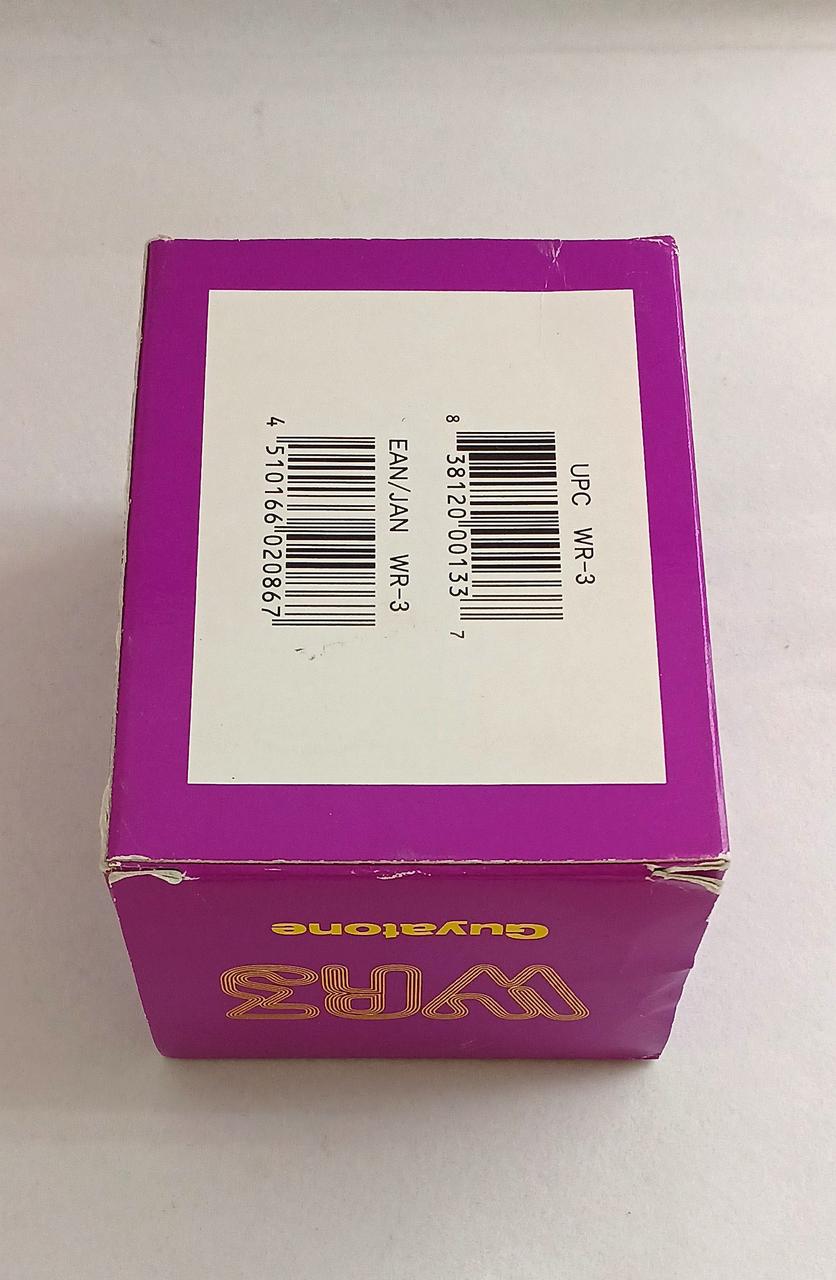 UPC WR-3
8 38120 00133 7
EAN/JAN WR-3
4 510166 020867
Guyatone
WR3